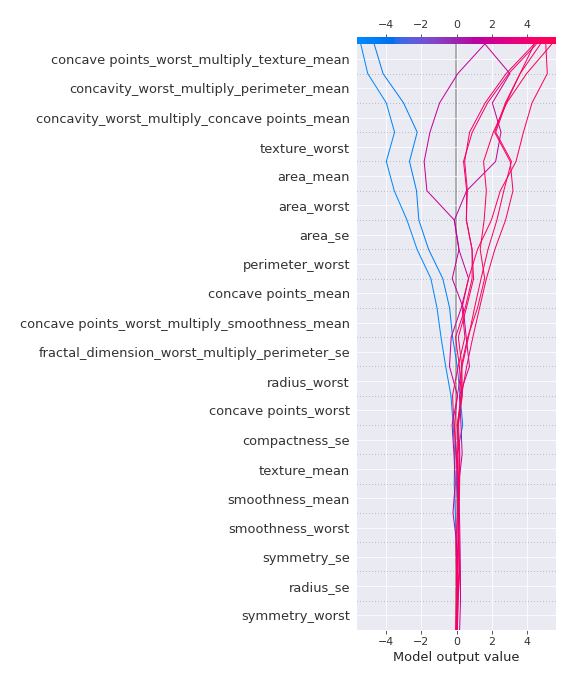 −4 −2 0 2 4
concave points_worst_multiply_texture_mean
concavity_worst_multiply_perimeter_mean
concavity_worst_multiply_concave points_mean
texture_worst
area_mean
area_worst
area_se
perimeter_worst
concave points_mean
concave points_worst_multiply_smoothness_mean
fractal_dimension_worst_multiply_perimeter_se
radius_worst
concave points_worst
compactness_se
texture_mean
smoothness_mean
smoothness_worst
symmetry_se
radius_se
symmetry_worst
−4 −2 0 2 4
Model output value